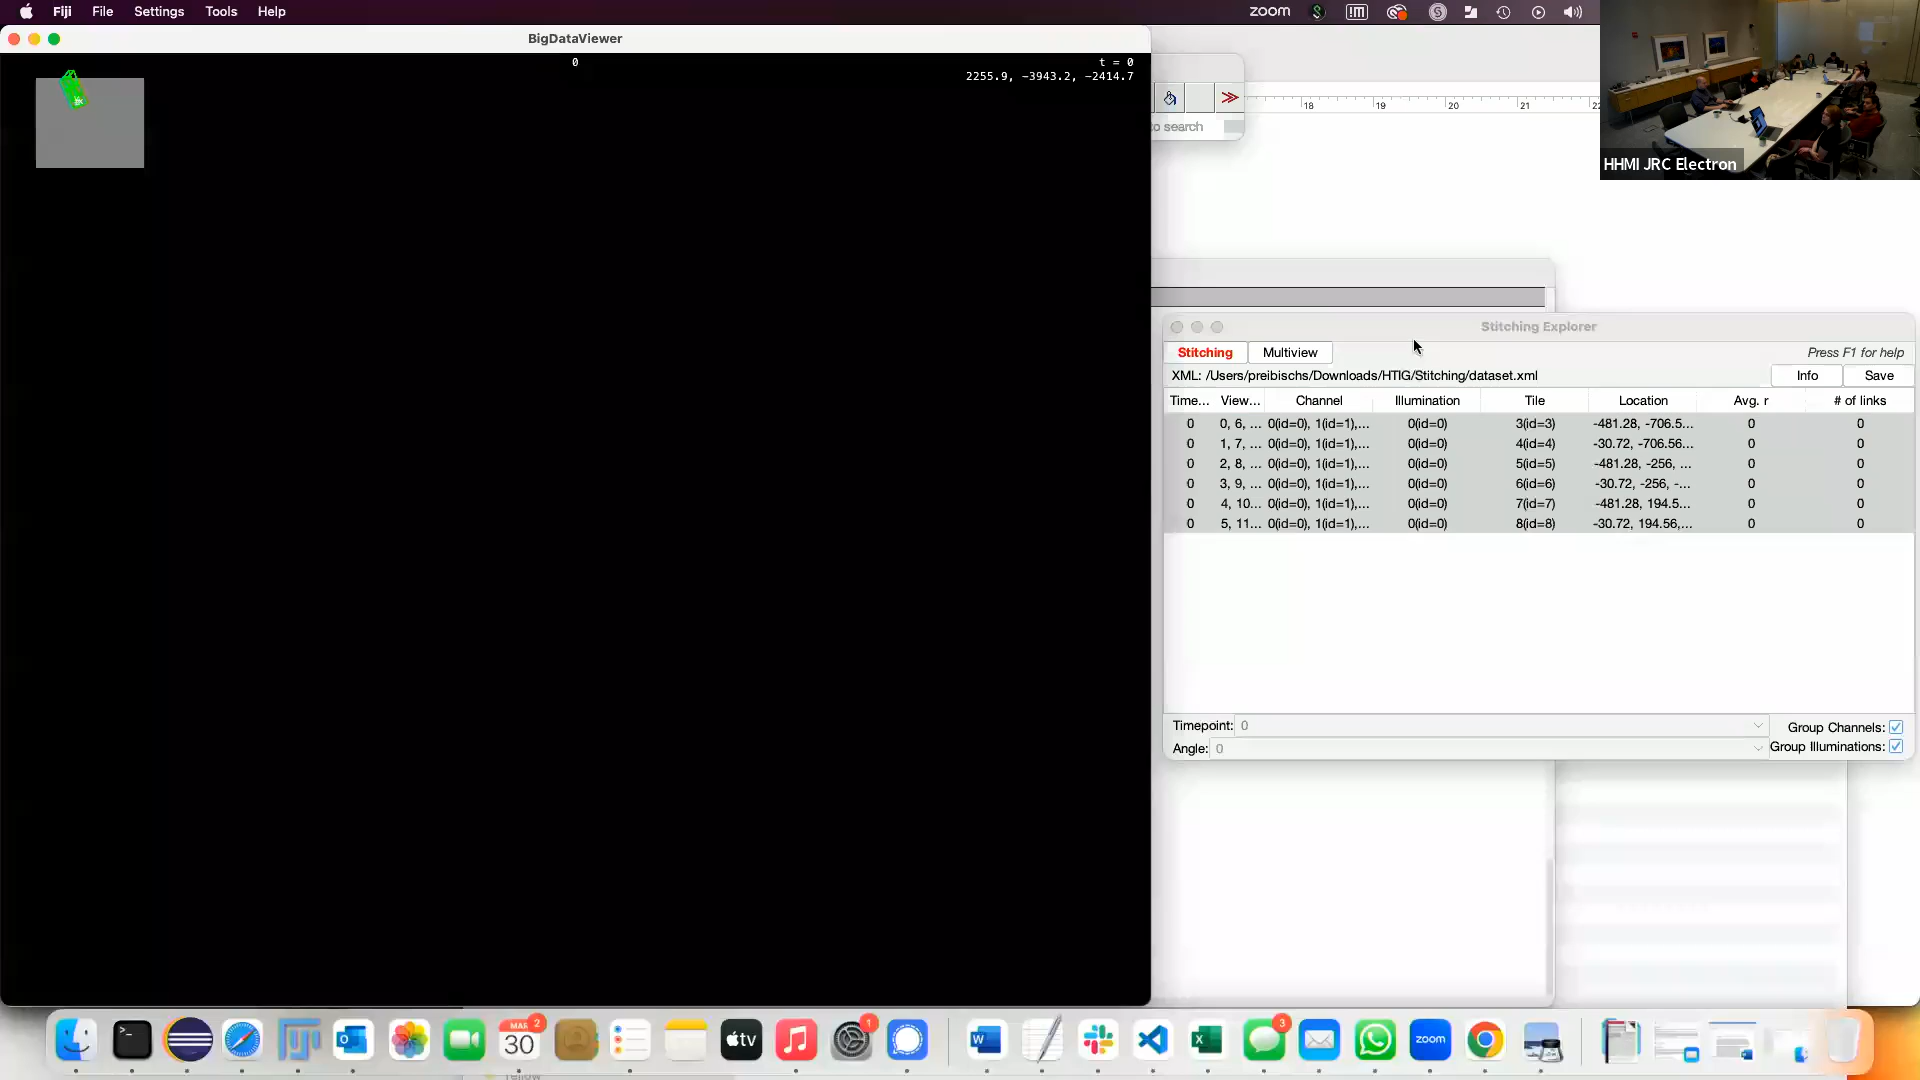 Fiji File Settings Tools Help
zoom
BigDataViewer
0
t = 0
2255.9, -3943.2, -2414.7
18 19 20 21
to search
HHMI JRC Electron
Stitching Explorer
Stitching Multiview
Press F1 for help
XML: /Users/preibischs/Downloads/HTIG/Stitching/dataset.xml
Info Save
Time... View... Channel Illumination Tile Location Avg. r # of links
0 0, 6, ... 0(id=0), 1(id=1),... 0(id=0) 3(id=3) -481.28, -706.5... 0 0
0 1, 7, ... 0(id=0), 1(id=1),... 0(id=0) 4(id=4) -30.72, -706.56... 0 0
0 2, 8, ... 0(id=0), 1(id=1),... 0(id=0) 5(id=5) -481.28, -256, ... 0 0
0 3, 9, ... 0(id=0), 1(id=1),... 0(id=0) 6(id=6) -30.72, -256, -... 0 0
0 4, 10... 0(id=0), 1(id=1),... 0(id=0) 7(id=7) -481.28, 194.5... 0 0
0 5, 11... 0(id=0), 1(id=1),... 0(id=0) 8(id=8) -30.72, 194.56,... 0 0
Timepoint: 0
Group Channels:
Angle: 0
Group Illuminations:
MAR 2
30
tv
1
3
zoom